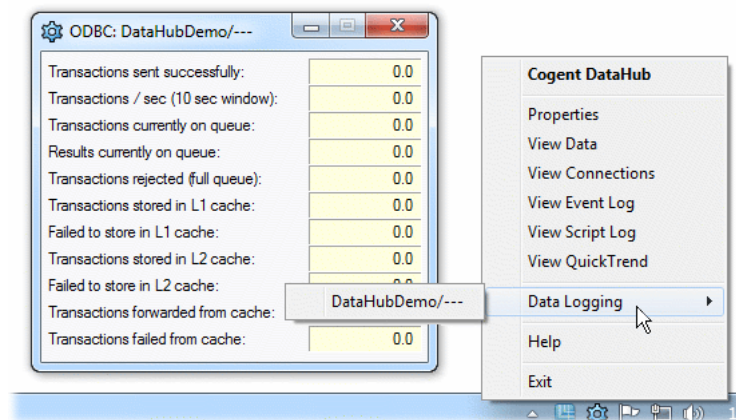 ODBC: DataHubDemo/---
Transactions sent successfully: 0.0
Transactions / sec (10 sec window): 0.0
Transactions currently on queue: 0.0
Results currently on queue: 0.0
Transactions rejected (full queue): 0.0
Transactions stored in L1 cache: 0.0
Failed to store in L1 cache: 0.0
Transactions stored in L2 cache: 0.0
Failed to store in L2 cache: 0.0
Transactions forwarded from cache:
Transactions failed from cache: 0.0
DataHubDemo/---
Cogent DataHub
Properties
View Data
View Connections
View Event Log
View Script Log
View QuickTrend
Data Logging
Help
Exit